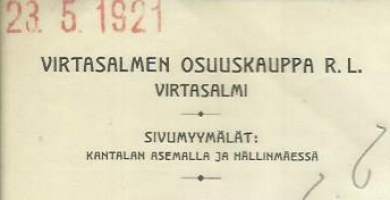 23. 5. 1921
VIRTASALMEN OSUUSKAUPPA R. L.
VIRTASALMI
SIVUMYYMÄLÄT:
KANTALAN ASEMALLA JA HÄLLINMÄESSÄ